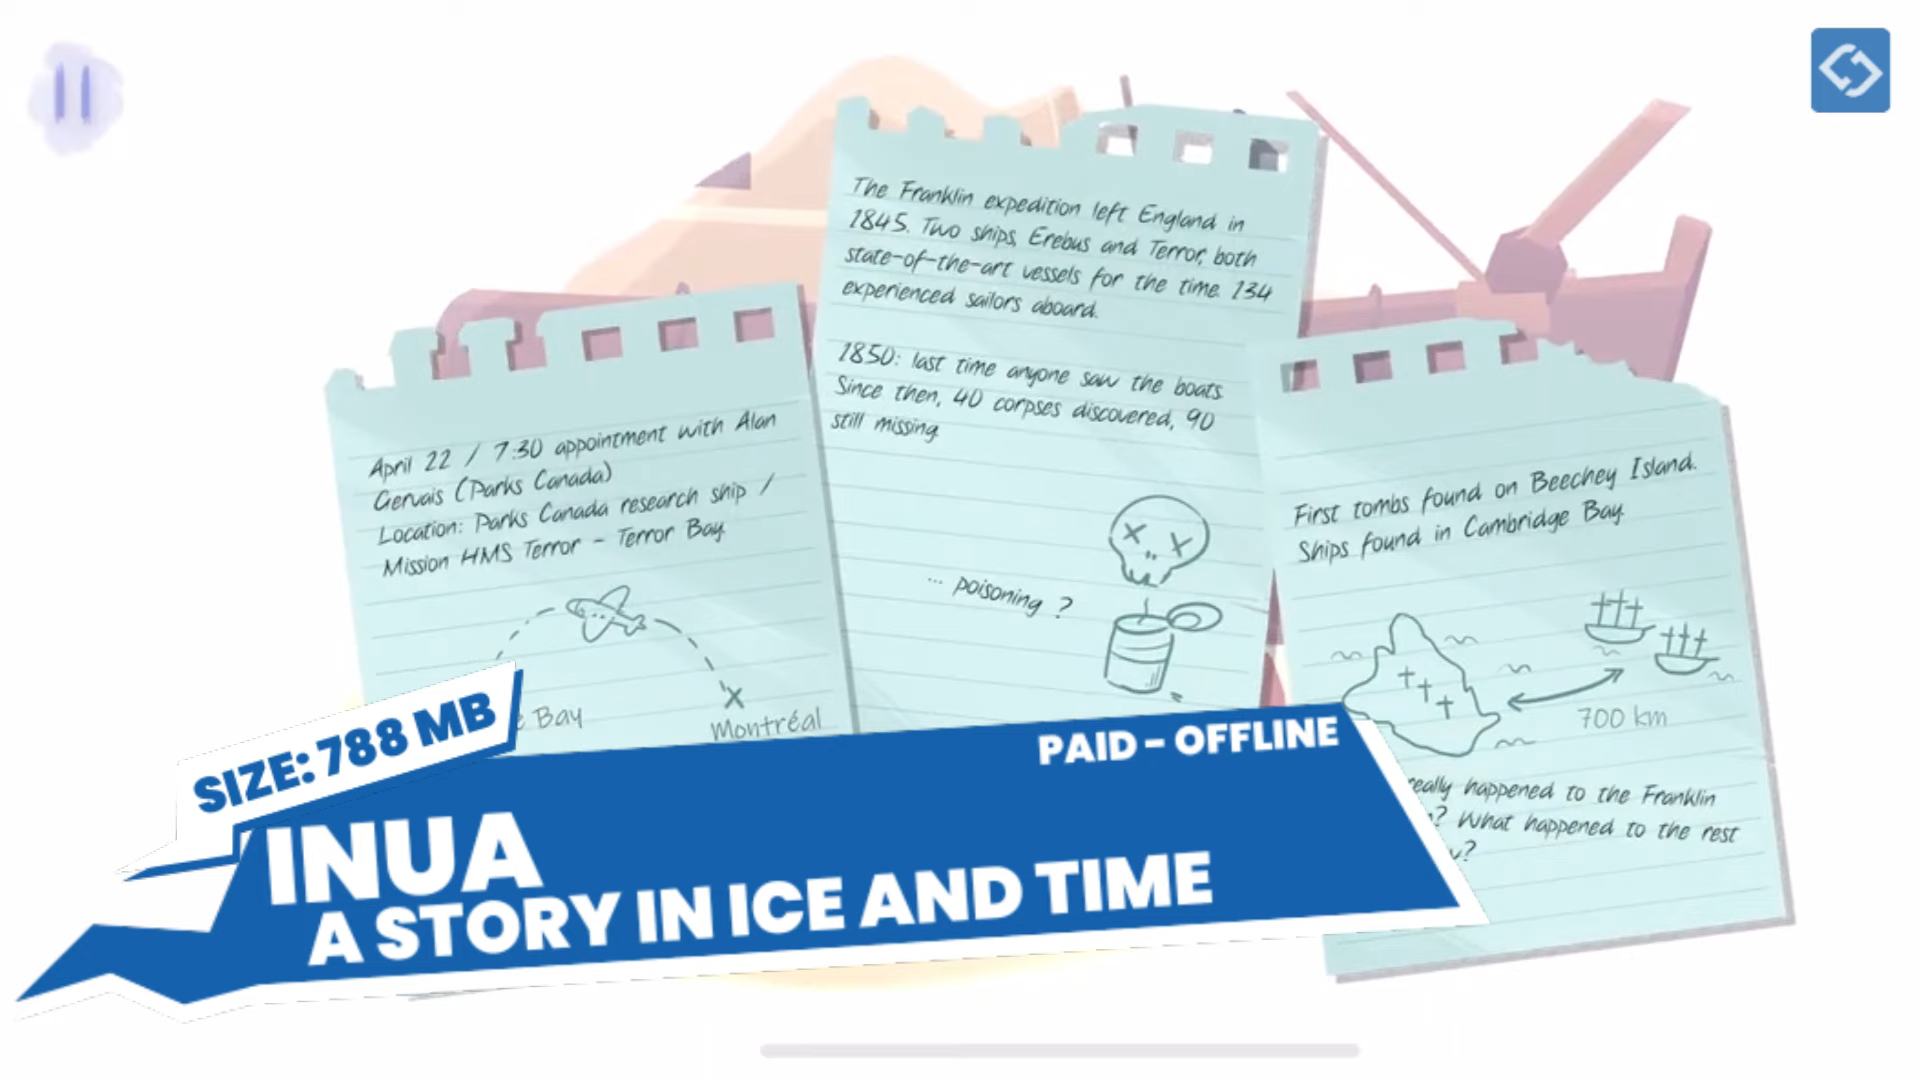 The Franklin expedition left England in
1845. Two ships, Erebus and Terror, both
state-of-the-art vessels for the time. 134
experienced sailors aboard.
1850: last time anyone saw the boats.
Since then, 40 corpses discovered, 90
still missing.
... poisoning ?
April 22 / 7:30 appointment with Alan
Gervais (Parks Canada)
Location: Parks Canada research ship /
Mission HMS Terror - Terror Bay.
Bay
Montréal
First tombs found on Beechey Island.
Ships found in Cambridge Bay.
700 km
really happened to the Franklin
? What happened to the rest
?
SIZE: 788 MB
PAID - OFFLINE
INUA
A STORY IN ICE AND TIME